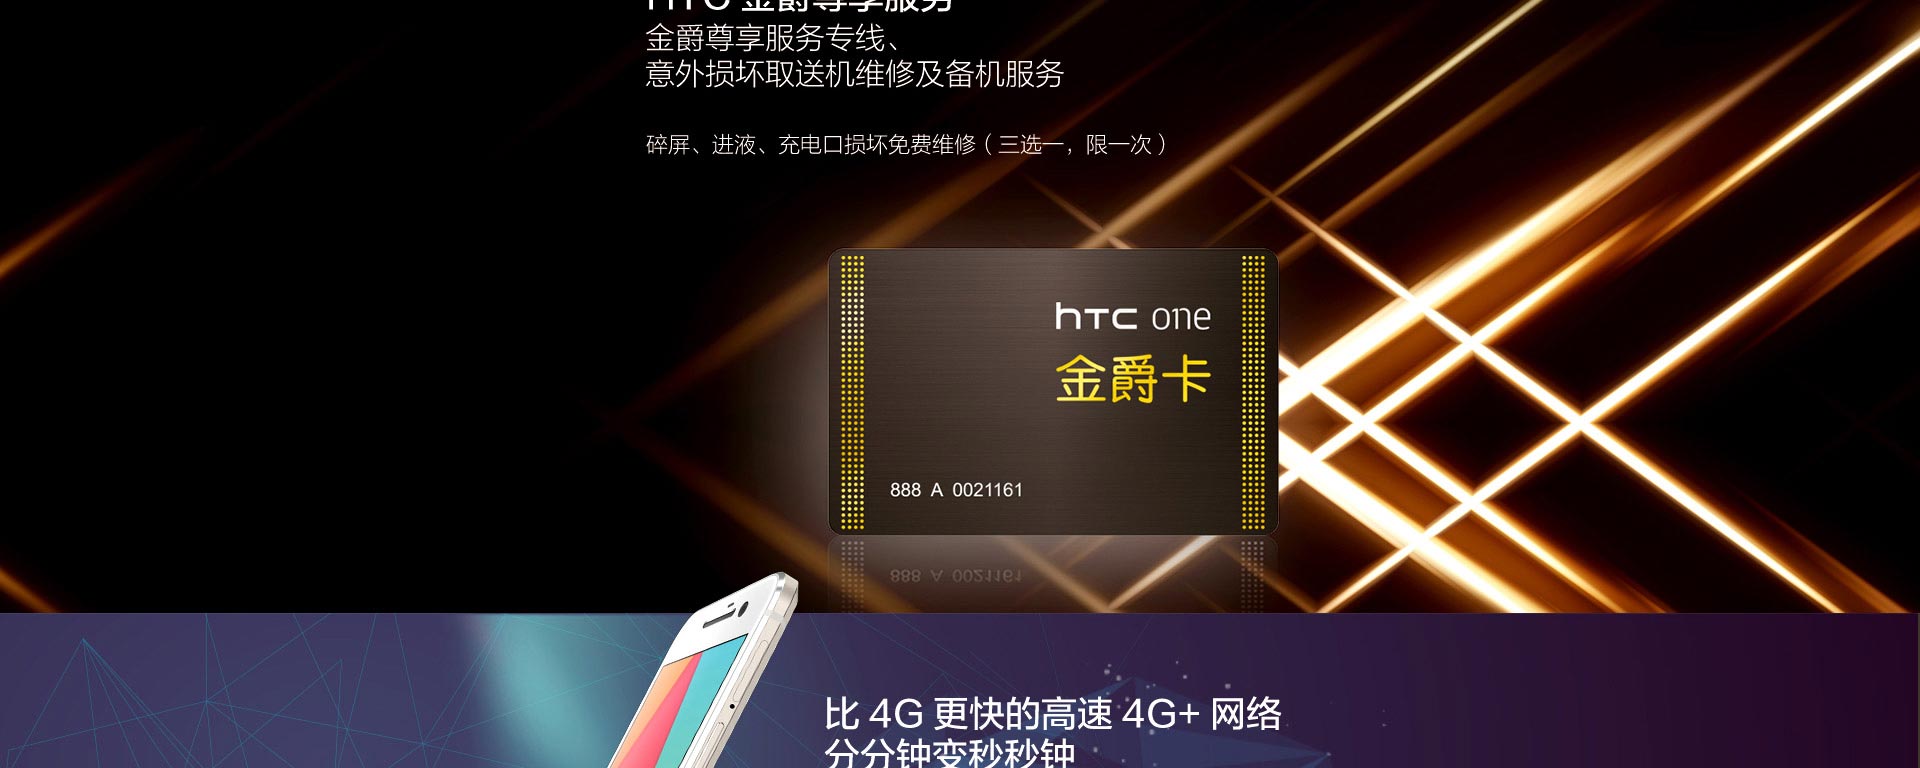 HTC 金爵尊享服务
金爵尊享服务专线、
意外损坏取送机维修及备机服务
碎屏、进液、充电口损坏免费维修（三选一，限一次）
hTC one
金爵卡
888 A 0021161
比 4G 更快的高速 4G+ 网络
分分钟变秒秒钟